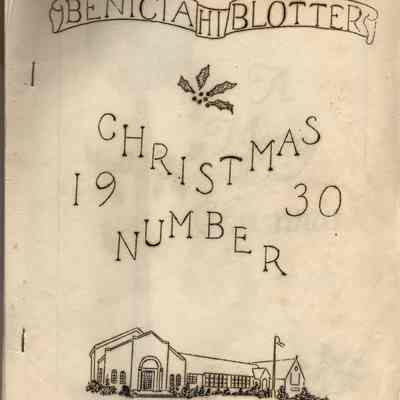 BENICIA HI BLOTTER
CHRISTMAS
19 30
NUMBER